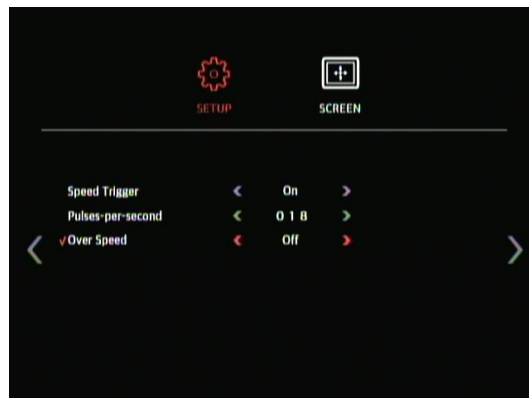 SETUP
SCREEN
Speed Trigger < On >
Pulses-per-second < 0 1 8 >
√Over Speed < Off >